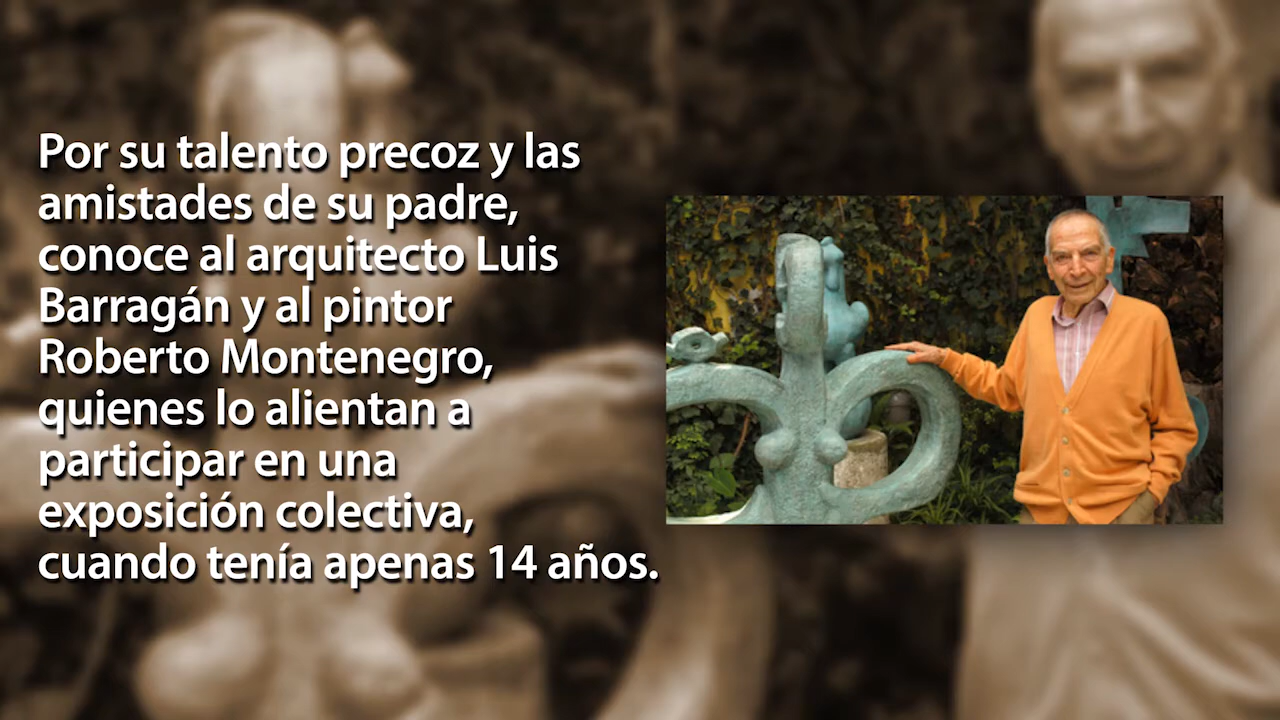 Por su talento precoz y las
amistades de su padre,
conoce al arquitecto Luis
Barragán y al pintor
Roberto Montenegro,
quienes lo alientan a
participar en una
exposición colectiva,
cuando tenía apenas 14 años.